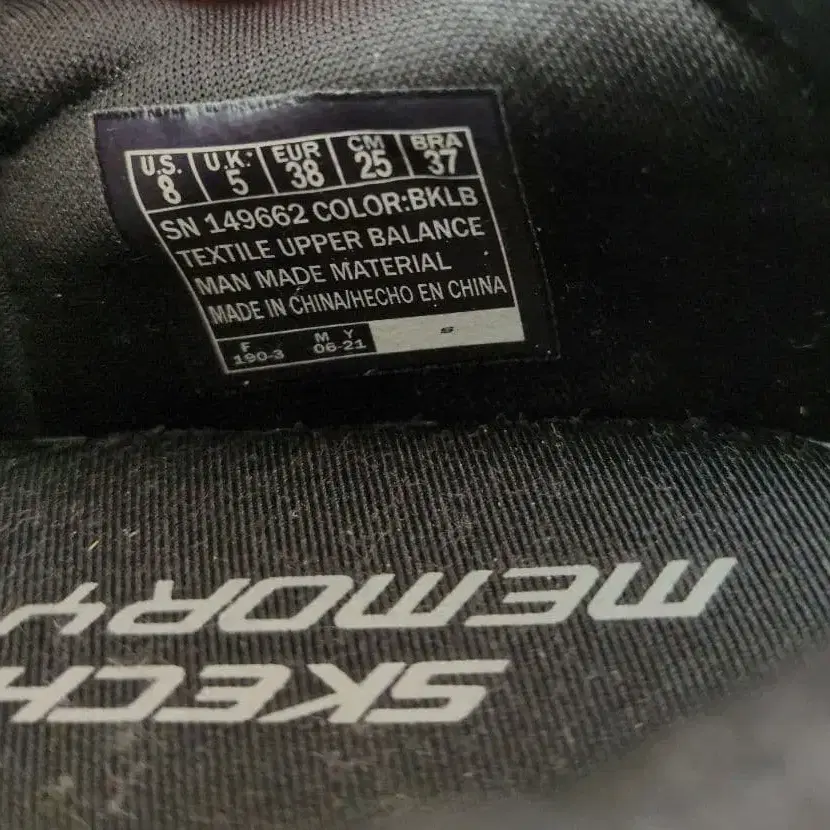 U.S. U.K. EUR CM BRA
8 5 38 25 37
SN 149662 COLOR:BKLB
TEXTILE UPPER BALANCE
MAN MADE MATERIAL
MADE IN CHINA/HECHO EN CHINA
F M Y
190-3 06-21
S
MEMORY
SKECH